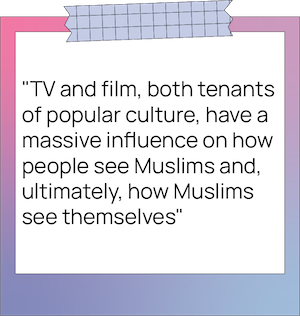 "TV and film, both tenants
of popular culture, have a
massive influence on how
people see Muslims and,
ultimately, how Muslims
see themselves"